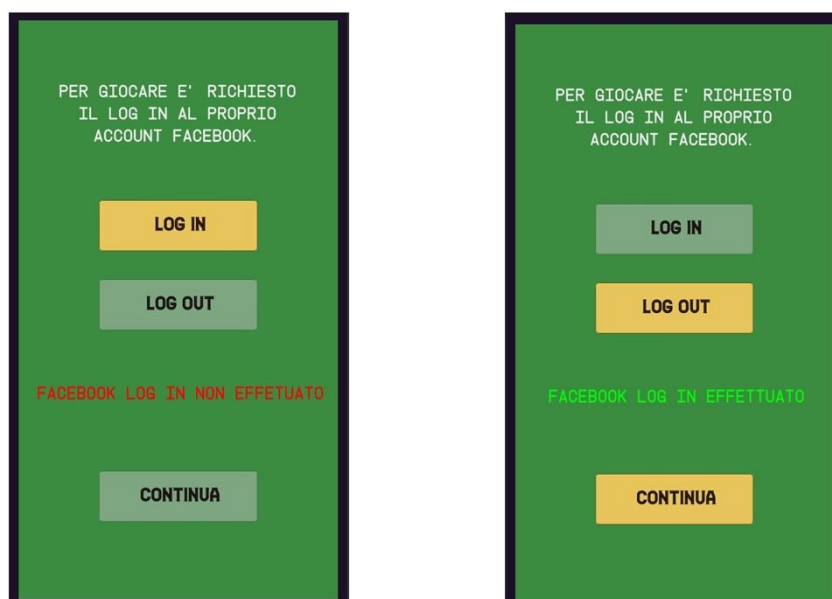 PER GIOCARE E' RICHIESTO
IL LOG IN AL PROPRIO
ACCOUNT FACEBOOK.
LOG IN
LOG OUT
FACEBOOK LOG IN NON EFFETUATO
CONTINUA
PER GIOCARE E' RICHIESTO
IL LOG IN AL PROPRIO
ACCOUNT FACEBOOK.
LOG IN
LOG OUT
FACEBOOK LOG IN EFFETTUATO
CONTINUA